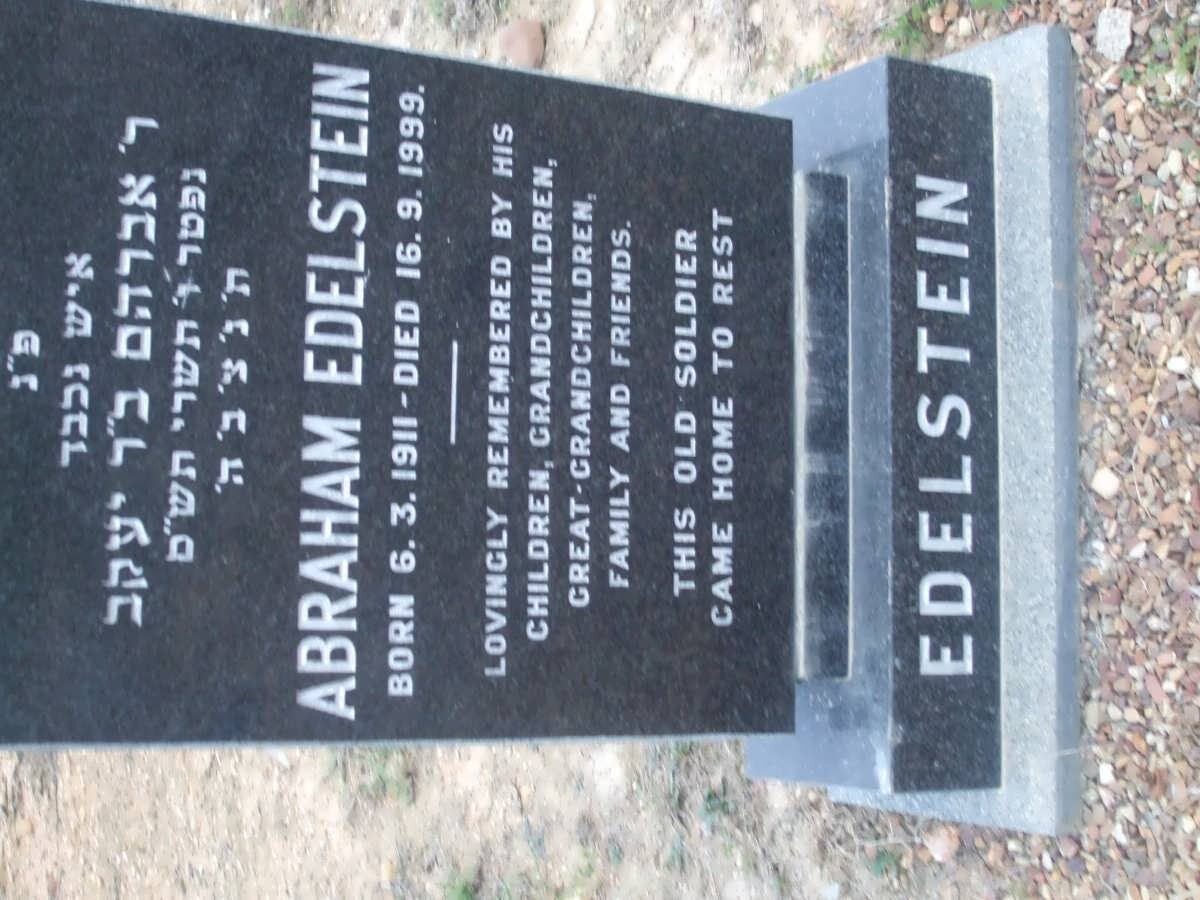 פ״נ
איש נכבד
ר׳ אברהם ב״ר יעקב
נפטר ו׳ תשרי תש״ם
ת׳ נ׳ צ׳ ב׳ ה׳
ABRAHAM EDELSTEIN
BORN 6. 3. 1911 - DIED 16. 9. 1999.
LOVINGLY REMEMBERED BY HIS
CHILDREN, GRANDCHILDREN,
GREAT-GRANDCHILDREN,
FAMILY AND FRIENDS.
THIS OLD SOLDIER
CAME HOME TO REST
EDELSTEIN